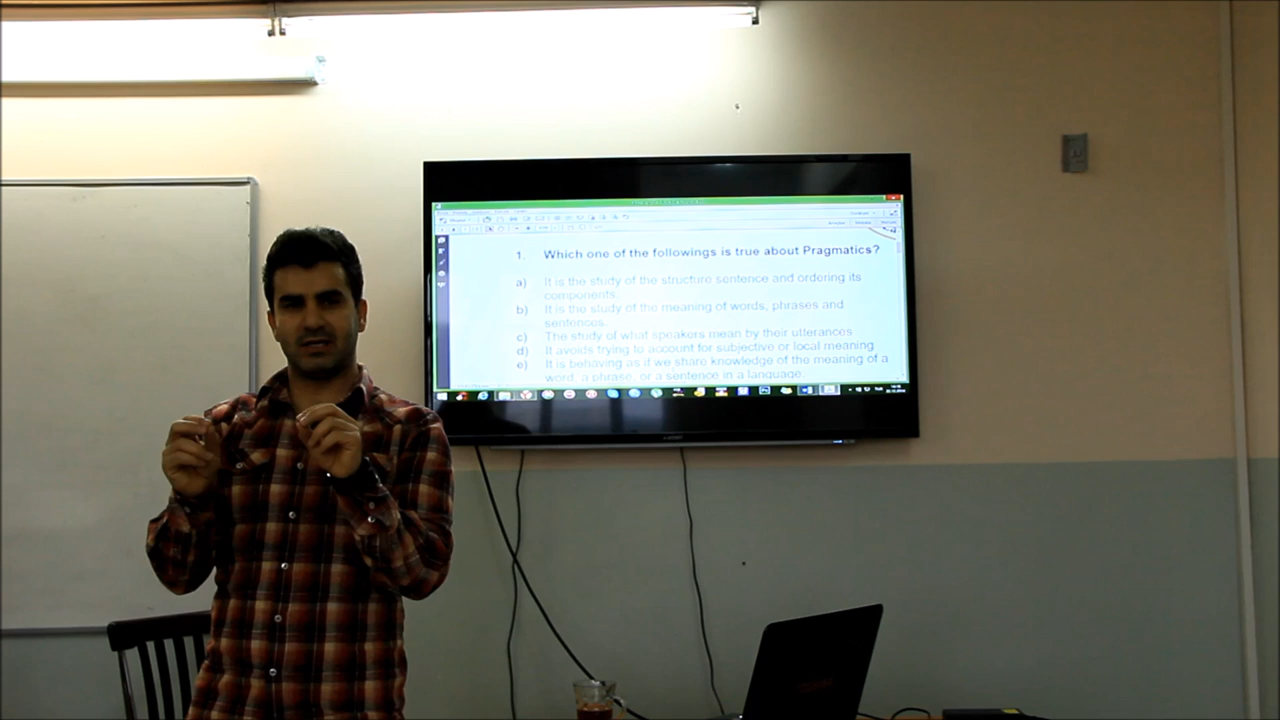 1. Which one of the followings is true about Pragmatics?
a) It is the study of the structure sentence and ordering its
components.
b) It is the study of the meaning of words, phrases and
sentences.
c) The study of what speakers mean by their utterances
d) It avoids trying to account for subjective or local meaning
e) It is behaving as if we share knowledge of the meaning of a
word, a phrase, or a sentence in a language.